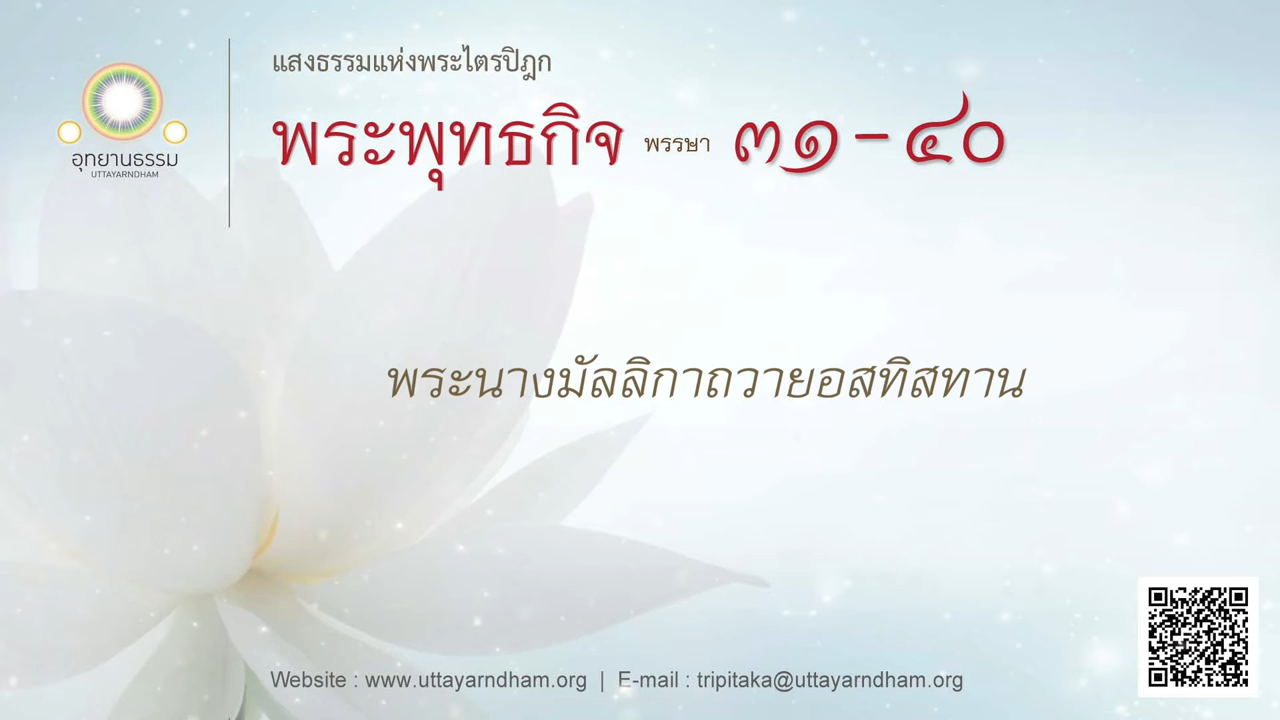 แสงธรรมแห่งพระไตรปิฎก
พระพุทธกิจ พรรษา ๓๑ - ๔๐
อุทยานธรรม
UTTAYARNDHAM
พระนางมัลลิกาถวายอสทิสทาน
Website : www.uttayarndham.org | E-mail : tripitaka@uttayarndham.org